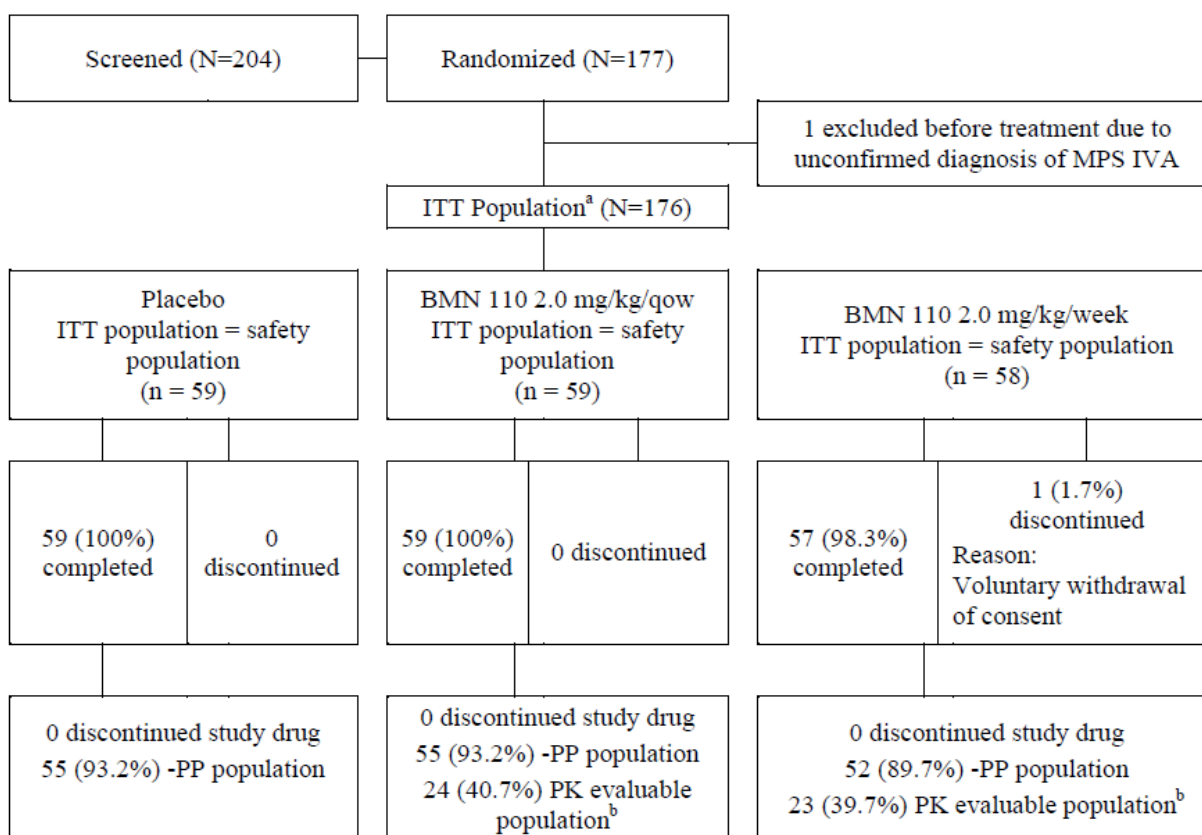 Screened (N=204)
Randomized (N=177)
1 excluded before treatment due to
unconfirmed diagnosis of MPS IVA
ITT Populationᵃ (N=176)
Placebo
ITT population = safety
population
(n = 59)
BMN 110 2.0 mg/kg/qow
ITT population = safety
population
(n = 59)
BMN 110 2.0 mg/kg/week
ITT population = safety population
(n = 58)
59 (100%)
completed
0
discontinued
59 (100%)
completed
0 discontinued
57 (98.3%)
completed
1 (1.7%)
discontinued
Reason:
Voluntary withdrawal
of consent
0 discontinued study drug
55 (93.2%) -PP population
0 discontinued study drug
55 (93.2%) -PP population
24 (40.7%) PK evaluable
populationᵇ
0 discontinued study drug
52 (89.7%) -PP population
23 (39.7%) PK evaluable populationᵇ